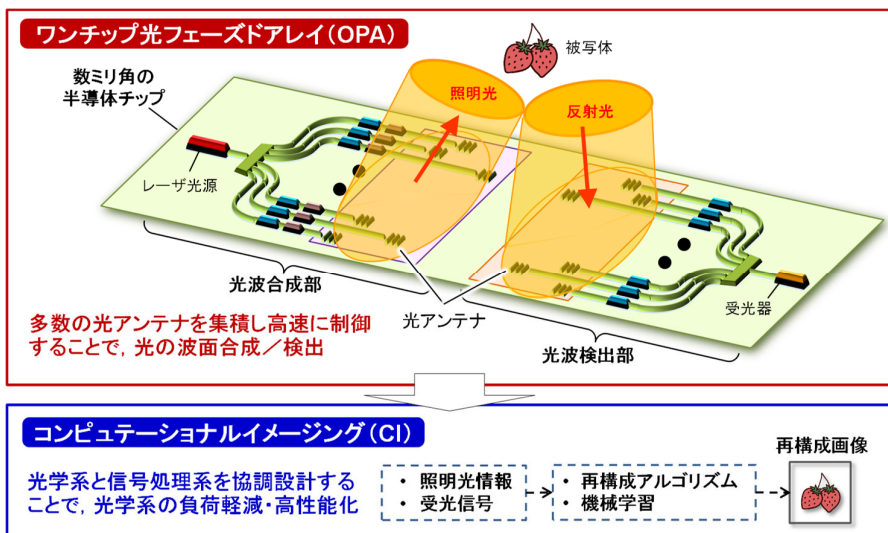 ワンチップ光フェーズドアレイ(OPA)
被写体
数ミリ角の
半導体チップ
照明光
反射光
レーザ光源
光波合成部
光アンテナ
受光器
光波検出部
多数の光アンテナを集積し高速に制御
することで,光の波面合成／検出
コンピュテーショナルイメージング(CI)
再構成画像
光学系と信号処理系を協調設計する
ことで,光学系の負荷軽減・高性能化
・ 照明光情報
・ 受光信号
・ 再構成アルゴリズム
・ 機械学習